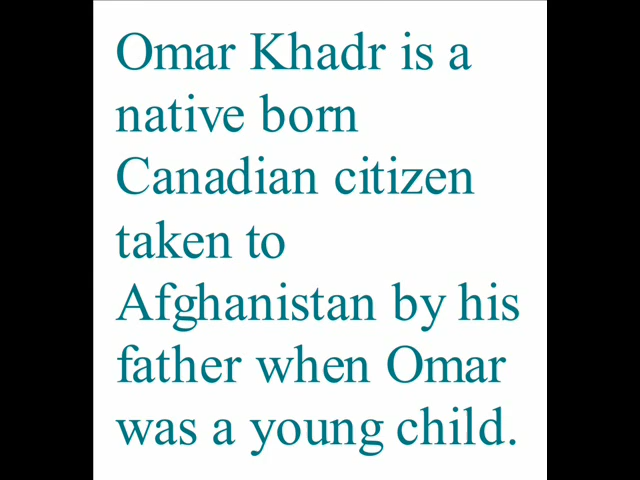 Omar Khadr is a
native born
Canadian citizen
taken to
Afghanistan by his
father when Omar
was a young child.